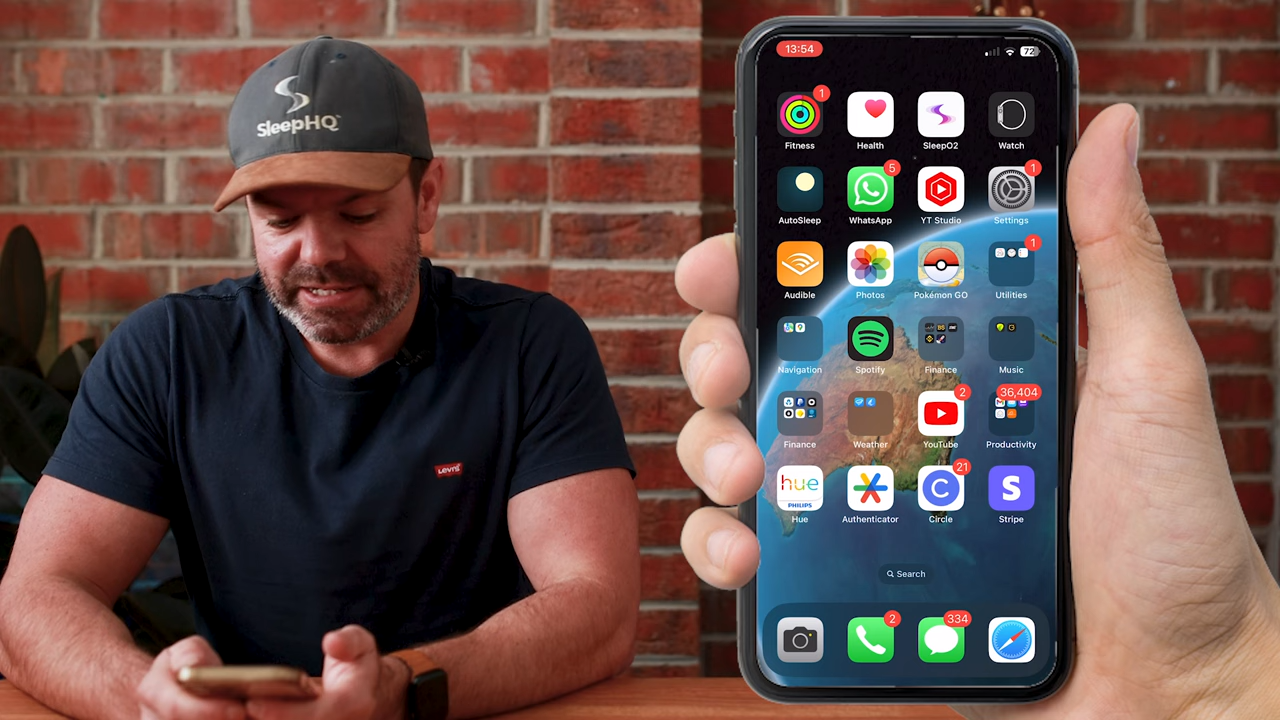 SleepHQ
Levi's
13:54
72
1
Fitness
Health
SleepO2
Watch
5
1
AutoSleep
WhatsApp
YT Studio
Settings
1
Audible
Photos
Pokémon GO
Utilities
Navigation
Spotify
Finance
Music
2
36,404
Finance
Weather
YouTube
Productivity
hue
PHILIPS
C
21
S
Hue
Authenticator
Circle
Stripe
Search
2
334